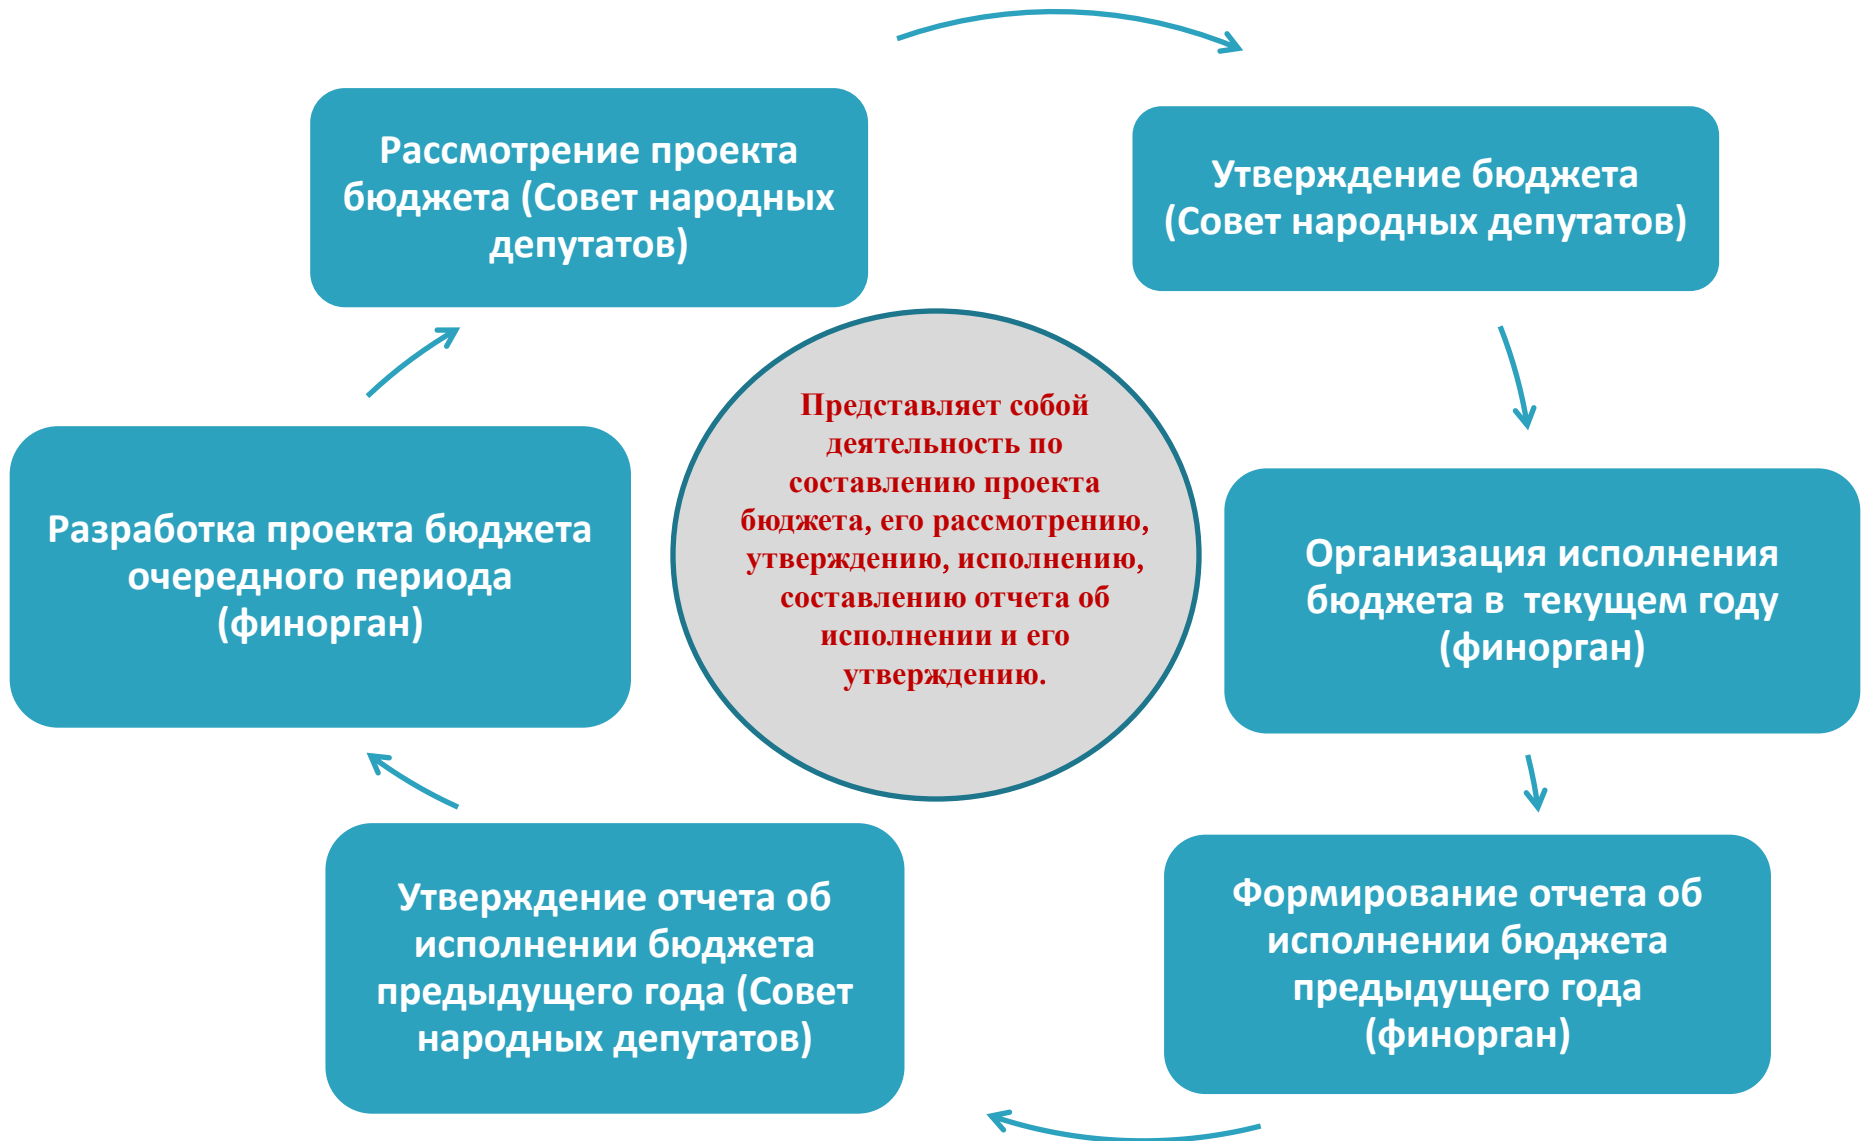 Рассмотрение проекта
бюджета (Совет народных
депутатов)
Утверждение бюджета
(Совет народных депутатов)
Представляет собой
деятельность по
составлению проекта
бюджета, его рассмотрению,
утверждению, исполнению,
составлению отчета об
исполнении и его
утверждению.
Разработка проекта бюджета
очередного периода
(финорган)
Организация исполнения
бюджета в  текущем году
(финорган)
Утверждение отчета об
исполнении бюджета
предыдущего года (Совет
народных депутатов)
Формирование отчета об
исполнении бюджета
предыдущего года
(финорган)